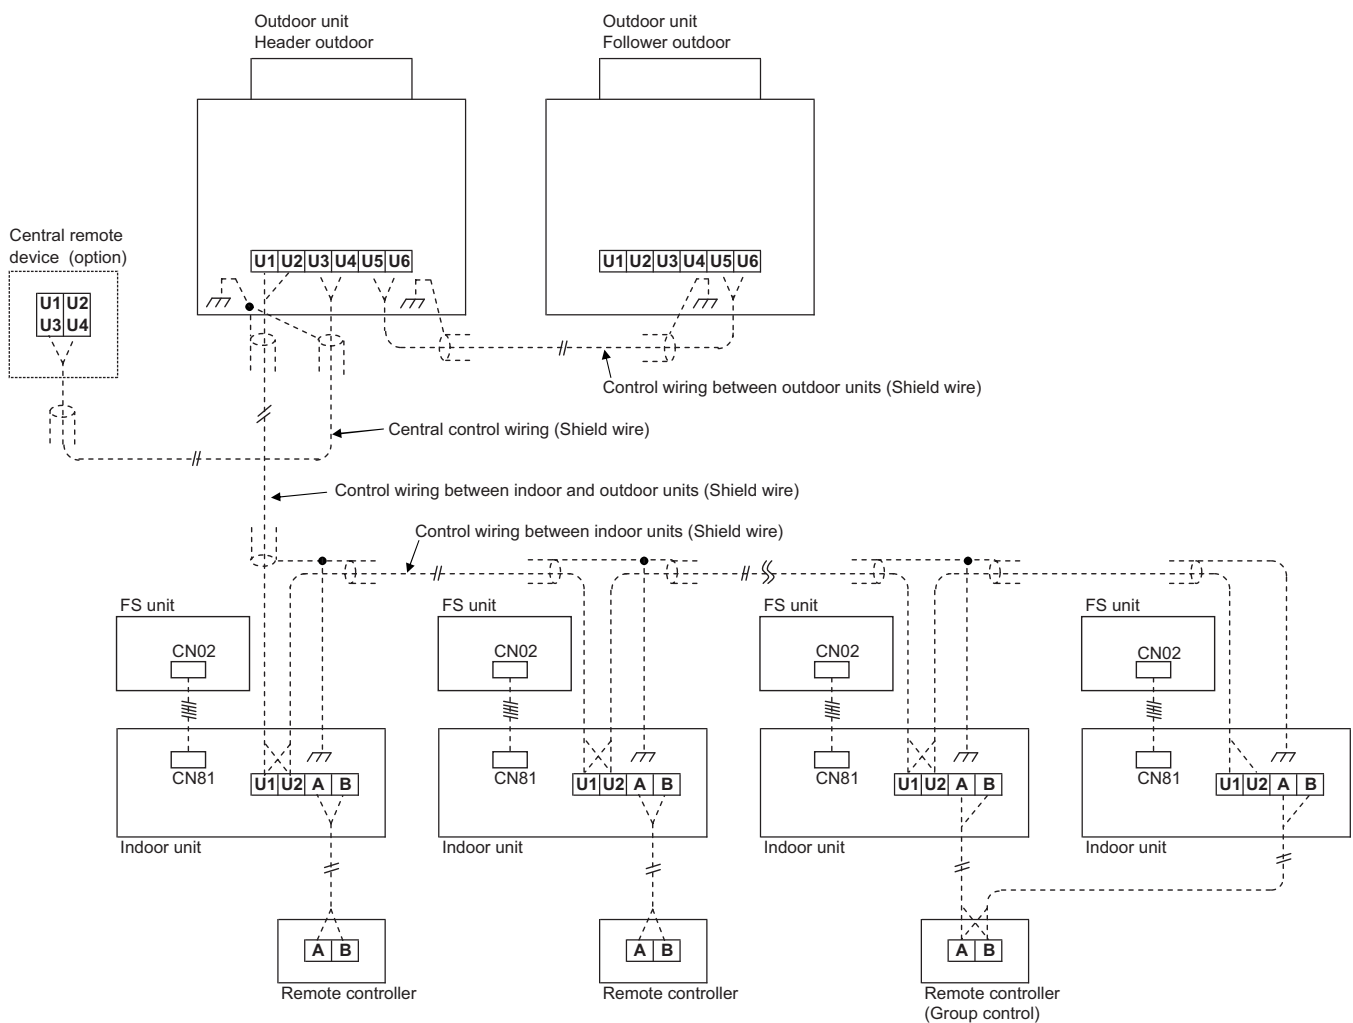 Outdoor unit
Header outdoor
Outdoor unit
Follower outdoor
Central remote
device (option)
U1 U2 U3 U4 U5 U6
U1 U2 U3 U4 U5 U6
U1 U2
U3 U4
Control wiring between outdoor units (Shield wire)
Central control wiring (Shield wire)
Control wiring between indoor and outdoor units (Shield wire)
Control wiring between indoor units (Shield wire)
FS unit
FS unit
FS unit
FS unit
CN02
CN02
CN02
CN02
CN81
CN81
CN81
CN81
U1 U2 A B
U1 U2 A B
U1 U2 A B
U1 U2 A B
Indoor unit
Indoor unit
Indoor unit
Indoor unit
A B
A B
A B
Remote controller
Remote controller
Remote controller
(Group control)